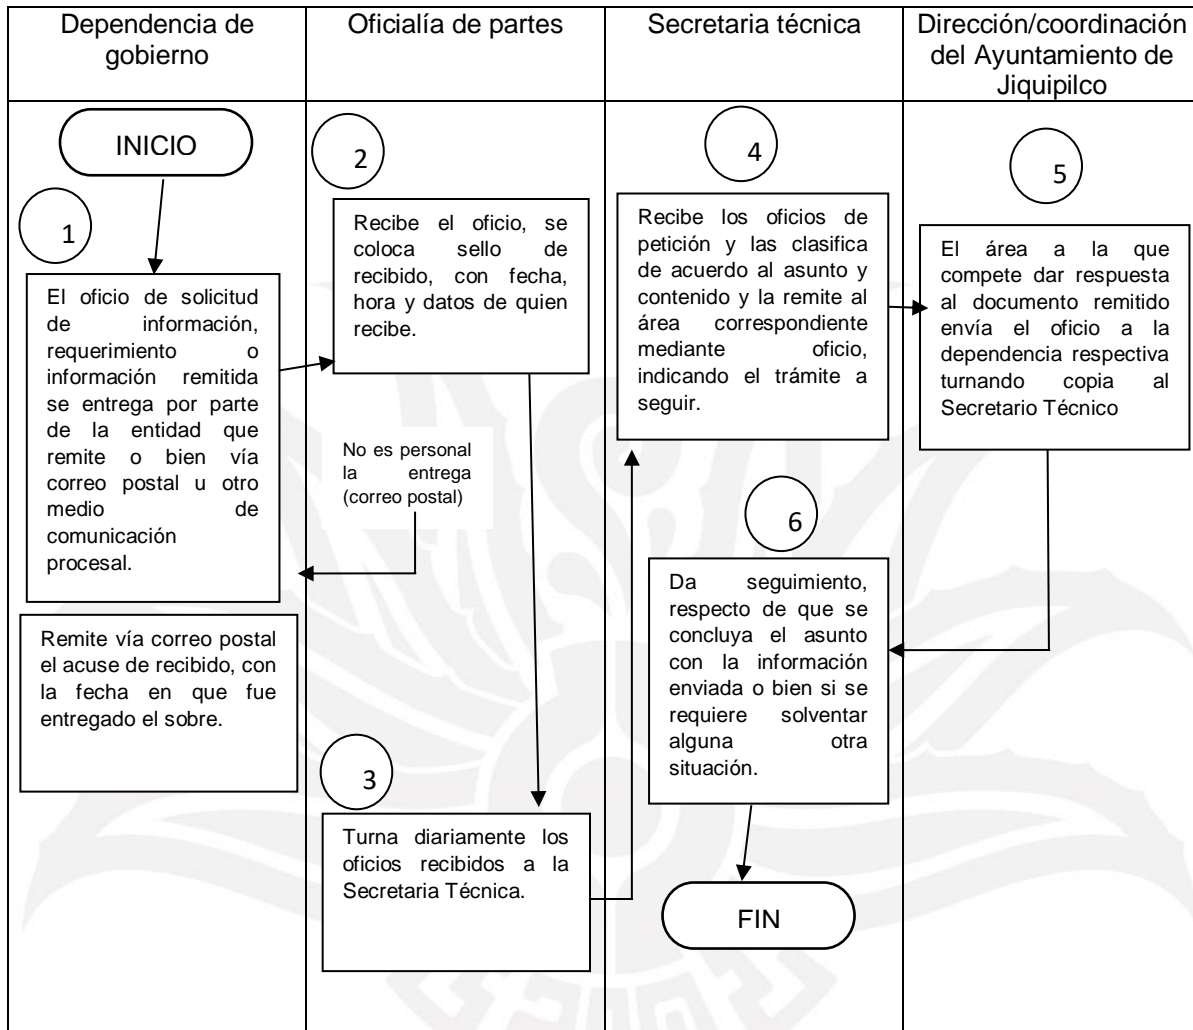 Dependencia de
gobierno
Oficialía de partes
Secretaria técnica
Dirección/coordinación
del Ayuntamiento de
Jiquipilco
INICIO
1
El oficio de solicitud
de información,
requerimiento o
información remitida
se entrega por parte
de la entidad que
remite o bien vía
correo postal u otro
medio de
comunicación
procesal.
Remite vía correo postal
el acuse de recibido, con
la fecha en que fue
entregado el sobre.
2
Recibe el oficio, se
coloca sello de
recibido, con fecha,
hora y datos de quien
recibe.
No es personal
la entrega
(correo postal)
3
Turna diariamente los
oficios recibidos a la
Secretaria Técnica.
4
Recibe los oficios de
petición y las clasifica
de acuerdo al asunto y
contenido y la remite al
área correspondiente
mediante oficio,
indicando el trámite a
seguir.
5
El área a la que
compete dar respuesta
al documento remitido
envía el oficio a la
dependencia respectiva
turnando copia al
Secretario Técnico
6
Da seguimiento,
respecto de que se
concluya el asunto
con la información
enviada o bien si se
requiere solventar
alguna otra
situación.
FIN